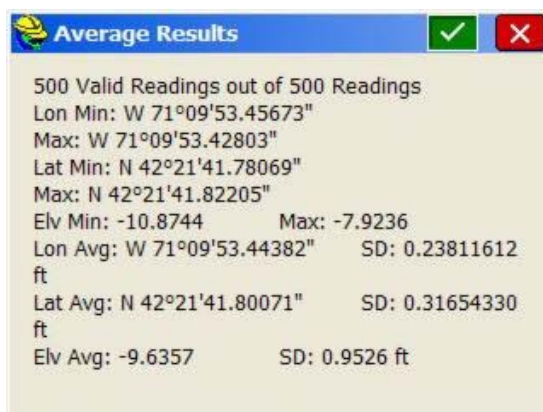 Average Results
500 Valid Readings out of 500 Readings
Lon Min: W 71°09'53.45673"
Max: W 71°09'53.42803"
Lat Min: N 42°21'41.78069"
Max: N 42°21'41.82205"
Elv Min: -10.8744 Max: -7.9236
Lon Avg: W 71°09'53.44382" SD: 0.23811612
ft
Lat Avg: N 42°21'41.80071" SD: 0.31654330
ft
Elv Avg: -9.6357 SD: 0.9526 ft